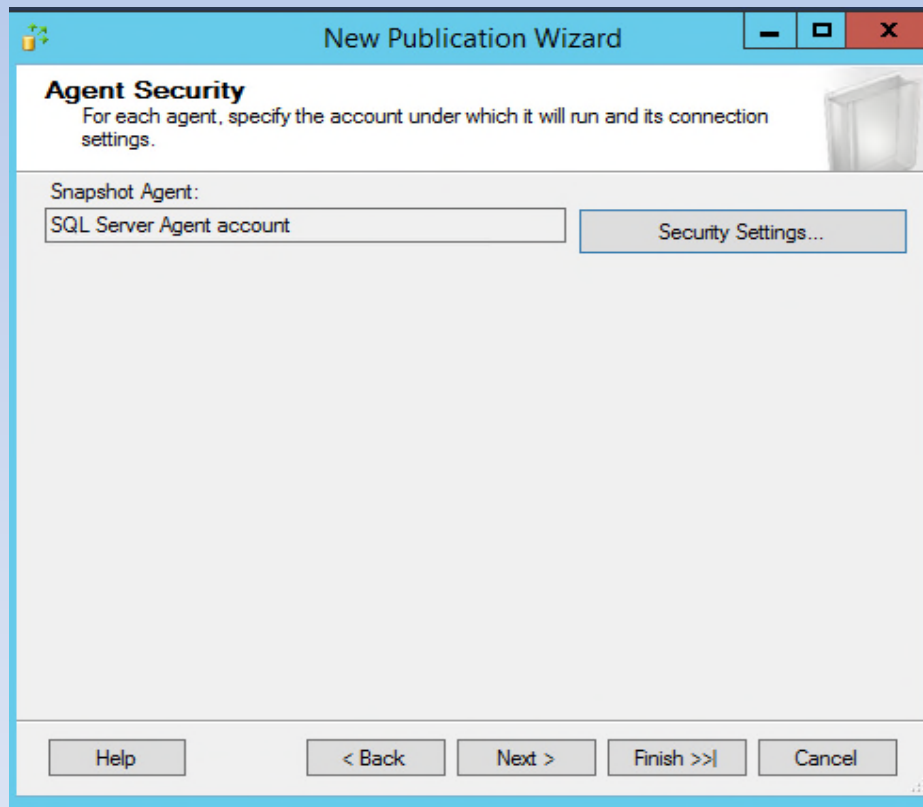 New Publication Wizard
Agent Security
For each agent, specify the account under which it will run and its connection
settings.
Snapshot Agent:
SQL Server Agent account
Security Settings...
Help
< Back
Next >
Finish >>|
Cancel